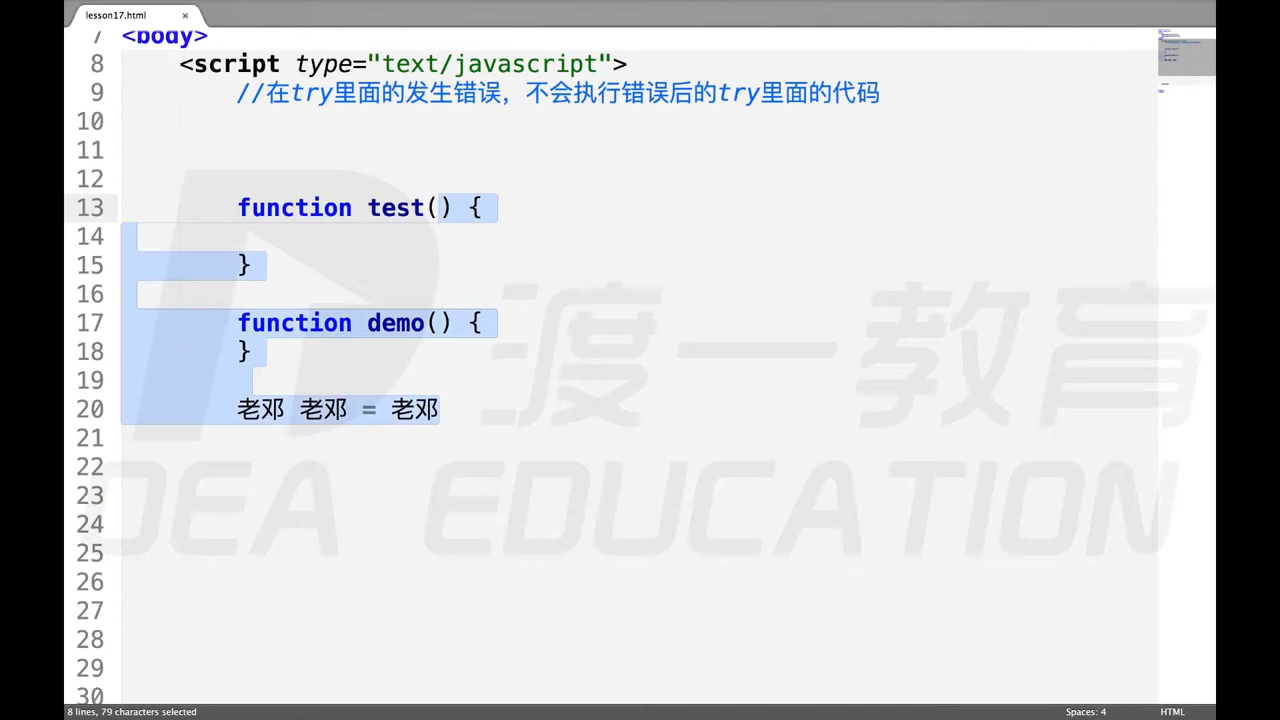 lesson17.html ×
7 <body>
8 <script type="text/javascript">
9 //在try里面的发生错误，不会执行错误后的try里面的代码
10
11
12
13 function test() {
14
15 }
16
17 function demo() {
18 }
19
20 老邓 老邓 = 老邓
21
22
23
24
25
26
27
28
29
30
渡一教育
DEA EDUCATION
8 lines, 79 characters selected
Spaces: 4
HTML